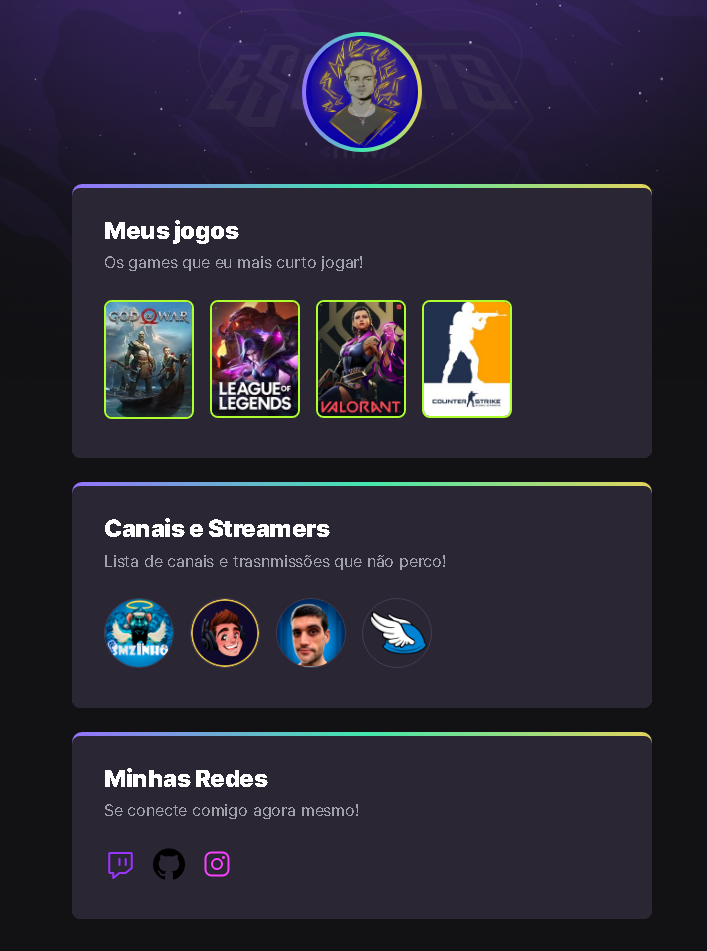 ESPORTS
Meus jogos
Os games que eu mais curto jogar!
GOD OF WAR
LEAGUE OF
LEGENDS
VALORANT
COUNTER STRIKE
Canais e Streamers
Lista de canais e trasnmissões que não perco!
SMZINHO
Minhas Redes
Se conecte comigo agora mesmo!